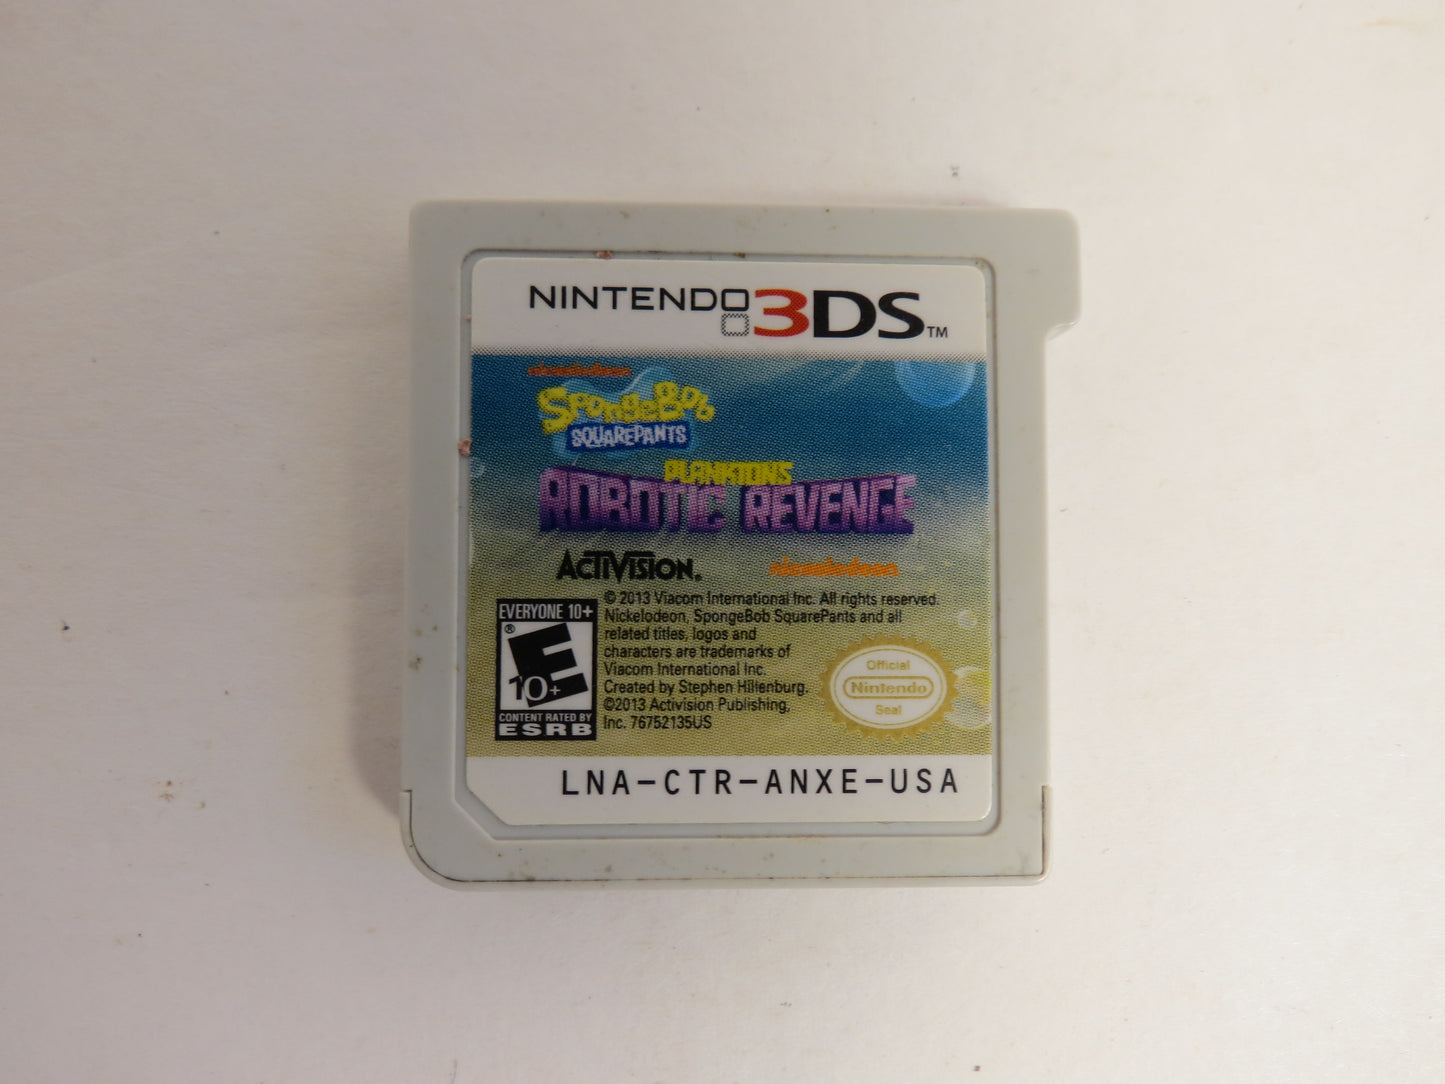 NINTENDO 3DS™
nickelodeon
SpongeBob
SQUAREPANTS
PLANKTONS
ROBOTIC REVENGE
ACTIVISION.
nickelodeon
EVERYONE 10+
®
E
10+
CONTENT RATED BY
ESRB
© 2013 Viacom International Inc. All rights reserved.
Nickelodeon, SpongeBob SquarePants and all
related titles, logos and
characters are trademarks of
Viacom International Inc.
Created by Stephen Hillenburg.
©2013 Activision Publishing,
Inc. 76752135US
Official
Nintendo
Seal
LNA-CTR-ANXE-USA